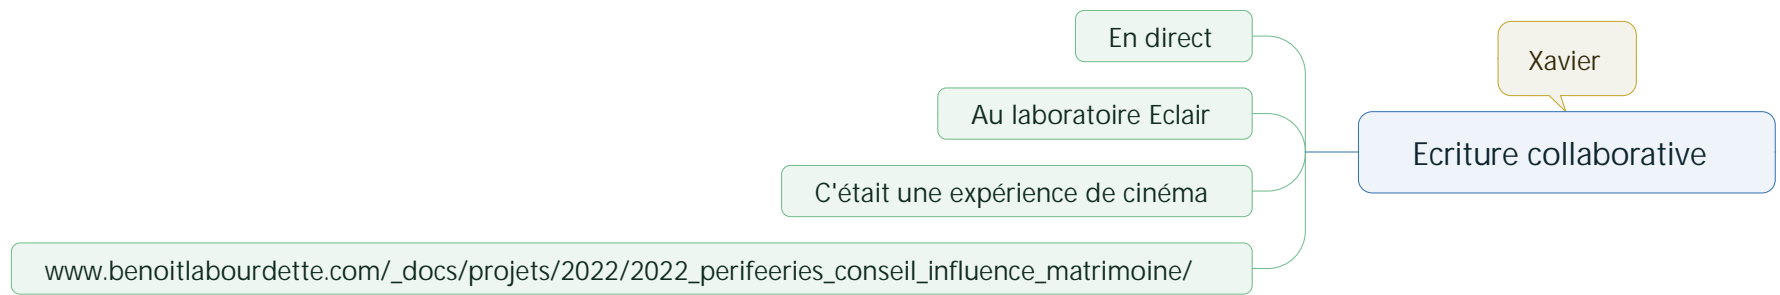 En direct
Xavier
Au laboratoire Eclair
Ecriture collaborative
C'était une expérience de cinéma
www.benoitlabourdette.com/_docs/projets/2022/2022_perifeeries_conseil_influence_matrimoine/